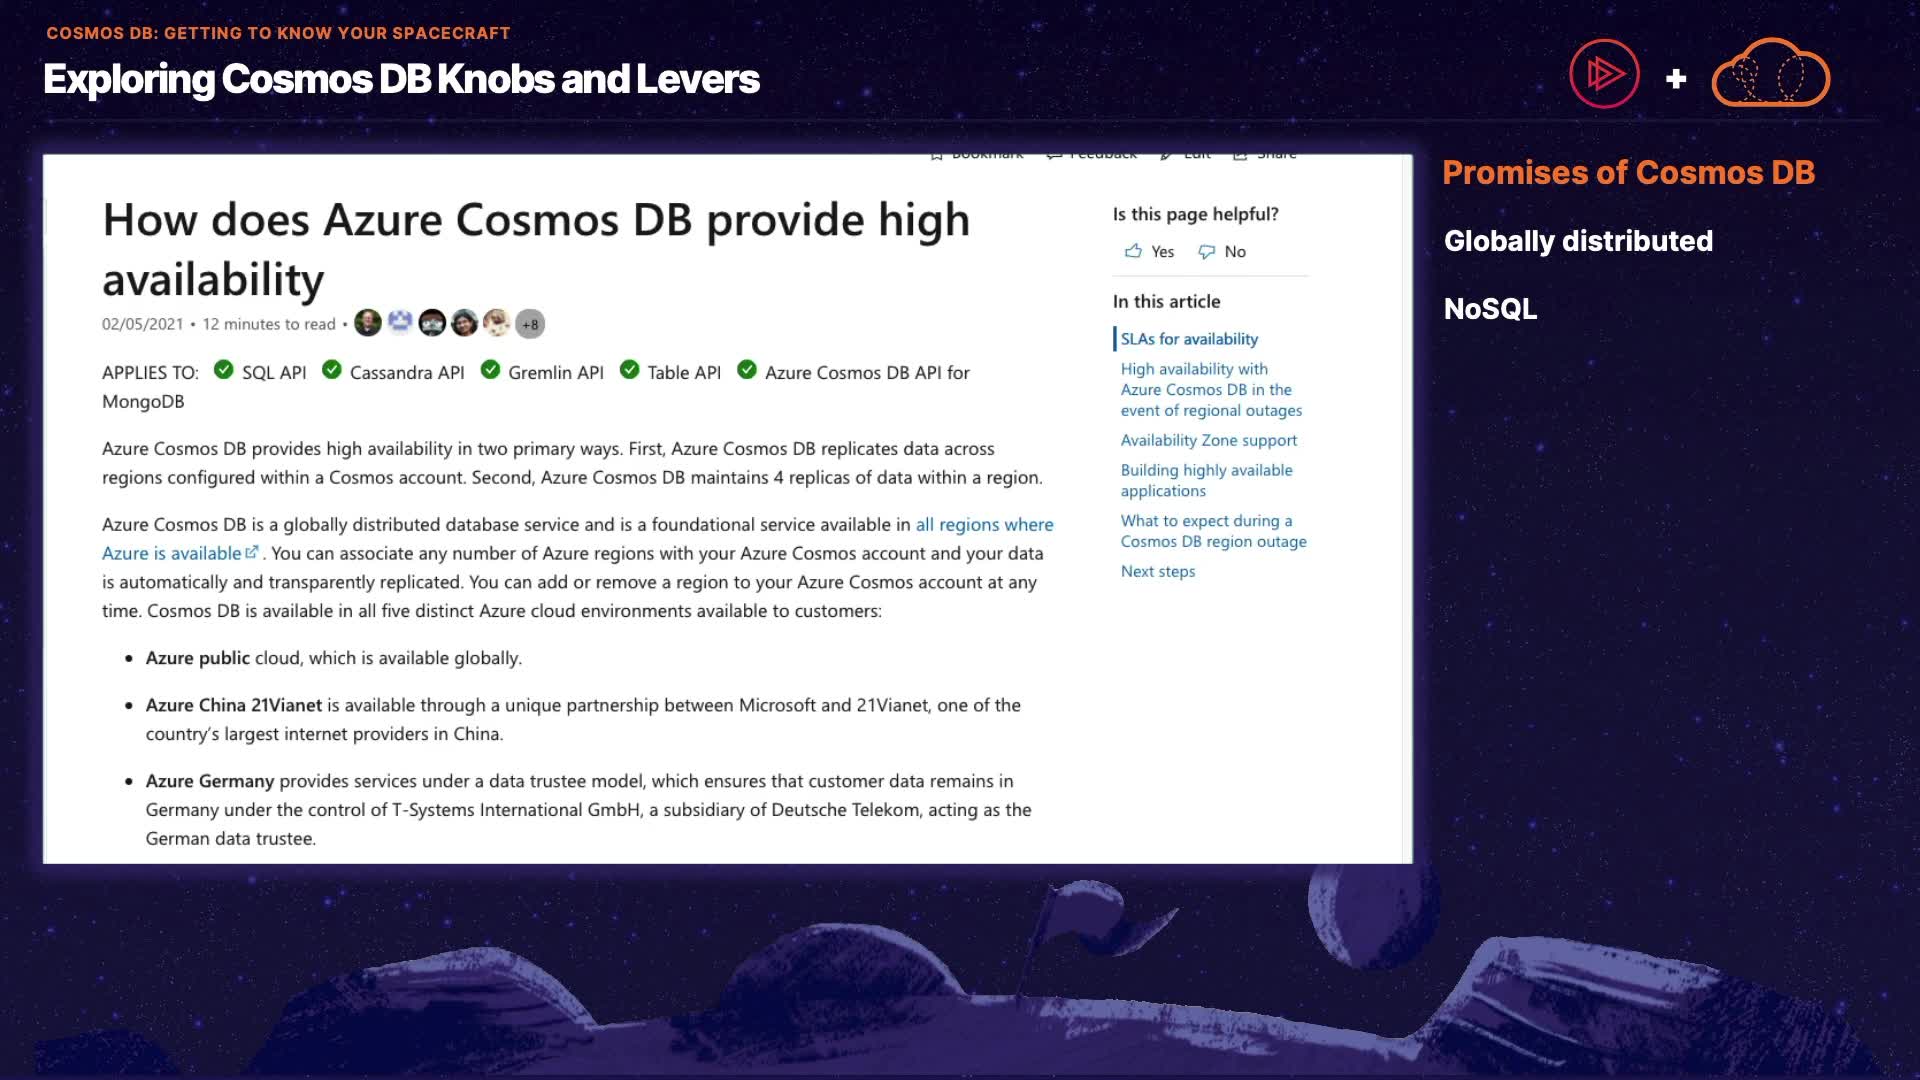 COSMOS DB: GETTING TO KNOW YOUR SPACECRAFT
Exploring Cosmos DB Knobs and Levers
+
Bookmark Feedback Edit Share
How does Azure Cosmos DB provide high
availability
02/05/2021 • 12 minutes to read • +8
APPLIES TO: SQL API Cassandra API Gremlin API Table API Azure Cosmos DB API for
MongoDB
Azure Cosmos DB provides high availability in two primary ways. First, Azure Cosmos DB replicates data across
regions configured within a Cosmos account. Second, Azure Cosmos DB maintains 4 replicas of data within a region.
Azure Cosmos DB is a globally distributed database service and is a foundational service available in all regions where
Azure is available . You can associate any number of Azure regions with your Azure Cosmos account and your data
is automatically and transparently replicated. You can add or remove a region to your Azure Cosmos account at any
time. Cosmos DB is available in all five distinct Azure cloud environments available to customers:
• Azure public cloud, which is available globally.
• Azure China 21Vianet is available through a unique partnership between Microsoft and 21Vianet, one of the
country's largest internet providers in China.
• Azure Germany provides services under a data trustee model, which ensures that customer data remains in
Germany under the control of T-Systems International GmbH, a subsidiary of Deutsche Telekom, acting as the
German data trustee.
Is this page helpful?
Yes No
In this article
SLAs for availability
High availability with
Azure Cosmos DB in the
event of regional outages
Availability Zone support
Building highly available
applications
What to expect during a
Cosmos DB region outage
Next steps
Promises of Cosmos DB
Globally distributed
NoSQL